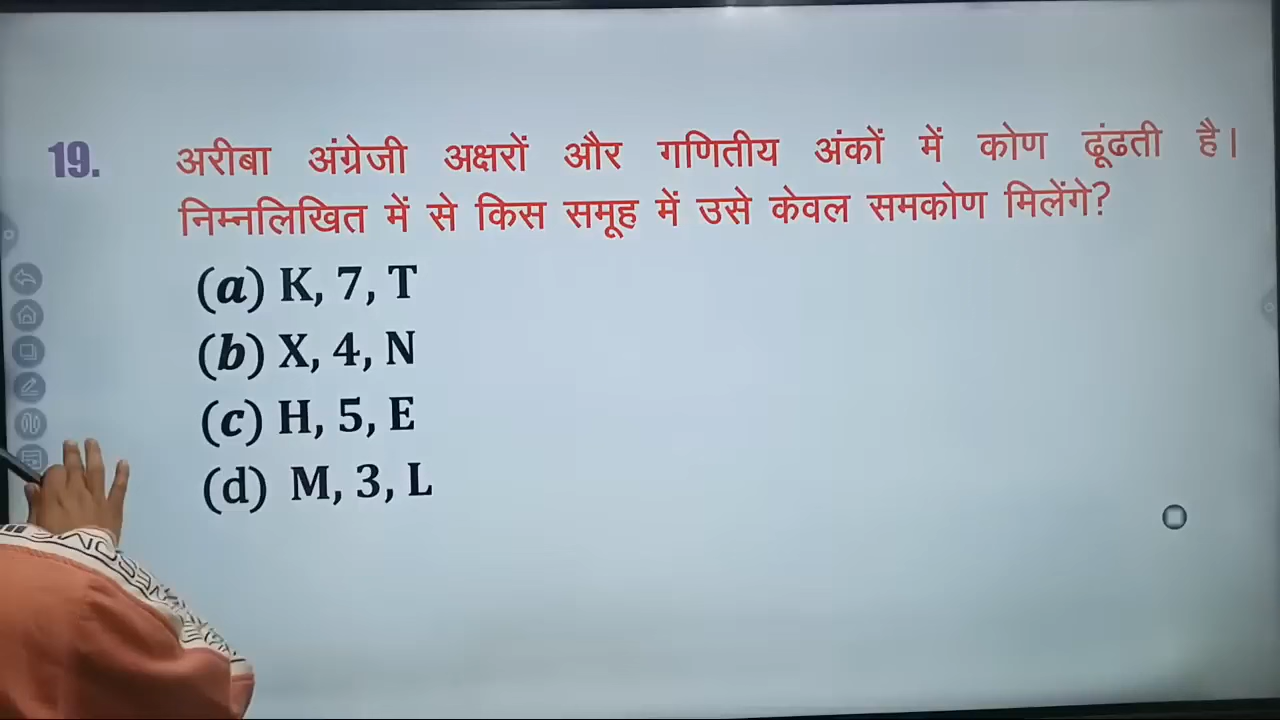 19. अरीबा अंग्रेजी अक्षरों और गणितीय अंकों में कोण ढूंढती है।
निम्नलिखित में से किस समूह में उसे केवल समकोण मिलेंगे?
(a) K, 7, T
(b) X, 4, N
(c) H, 5, E
(d) M, 3, L